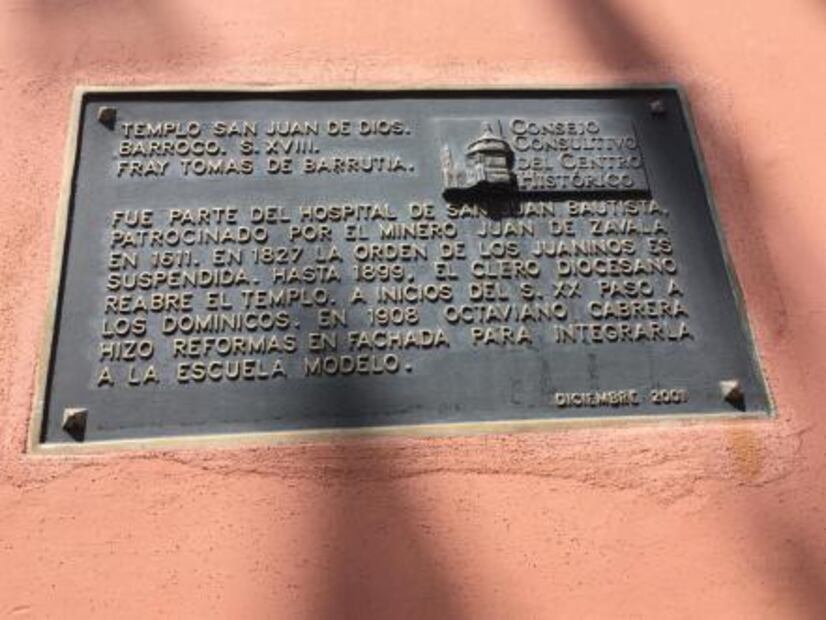 TEMPLO SAN JUAN DE DIOS.
BARROCO. S. XVIII.
FRAY TOMAS DE BARRUTIA.
CONSEJO
CONSULTIVO
DEL CENTRO
HISTÓRICO
FUE PARTE DEL HOSPITAL DE SAN JUAN BAUTISTA,
PATROCINADO POR EL MINERO JUAN DE ZAVALA
EN 1611. EN 1827 LA ORDEN DE LOS JUANINOS ES
SUSPENDIDA. HASTA 1899, EL CLERO DIOCESANO
REABRE EL TEMPLO. A INICIOS DEL S. XX PASO A
LOS DOMINICOS. EN 1908 OCTAVIANO CABRERA
HIZO REFORMAS EN FACHADA PARA INTEGRARLA
A LA ESCUELA MODELO.
DICIEMBRE